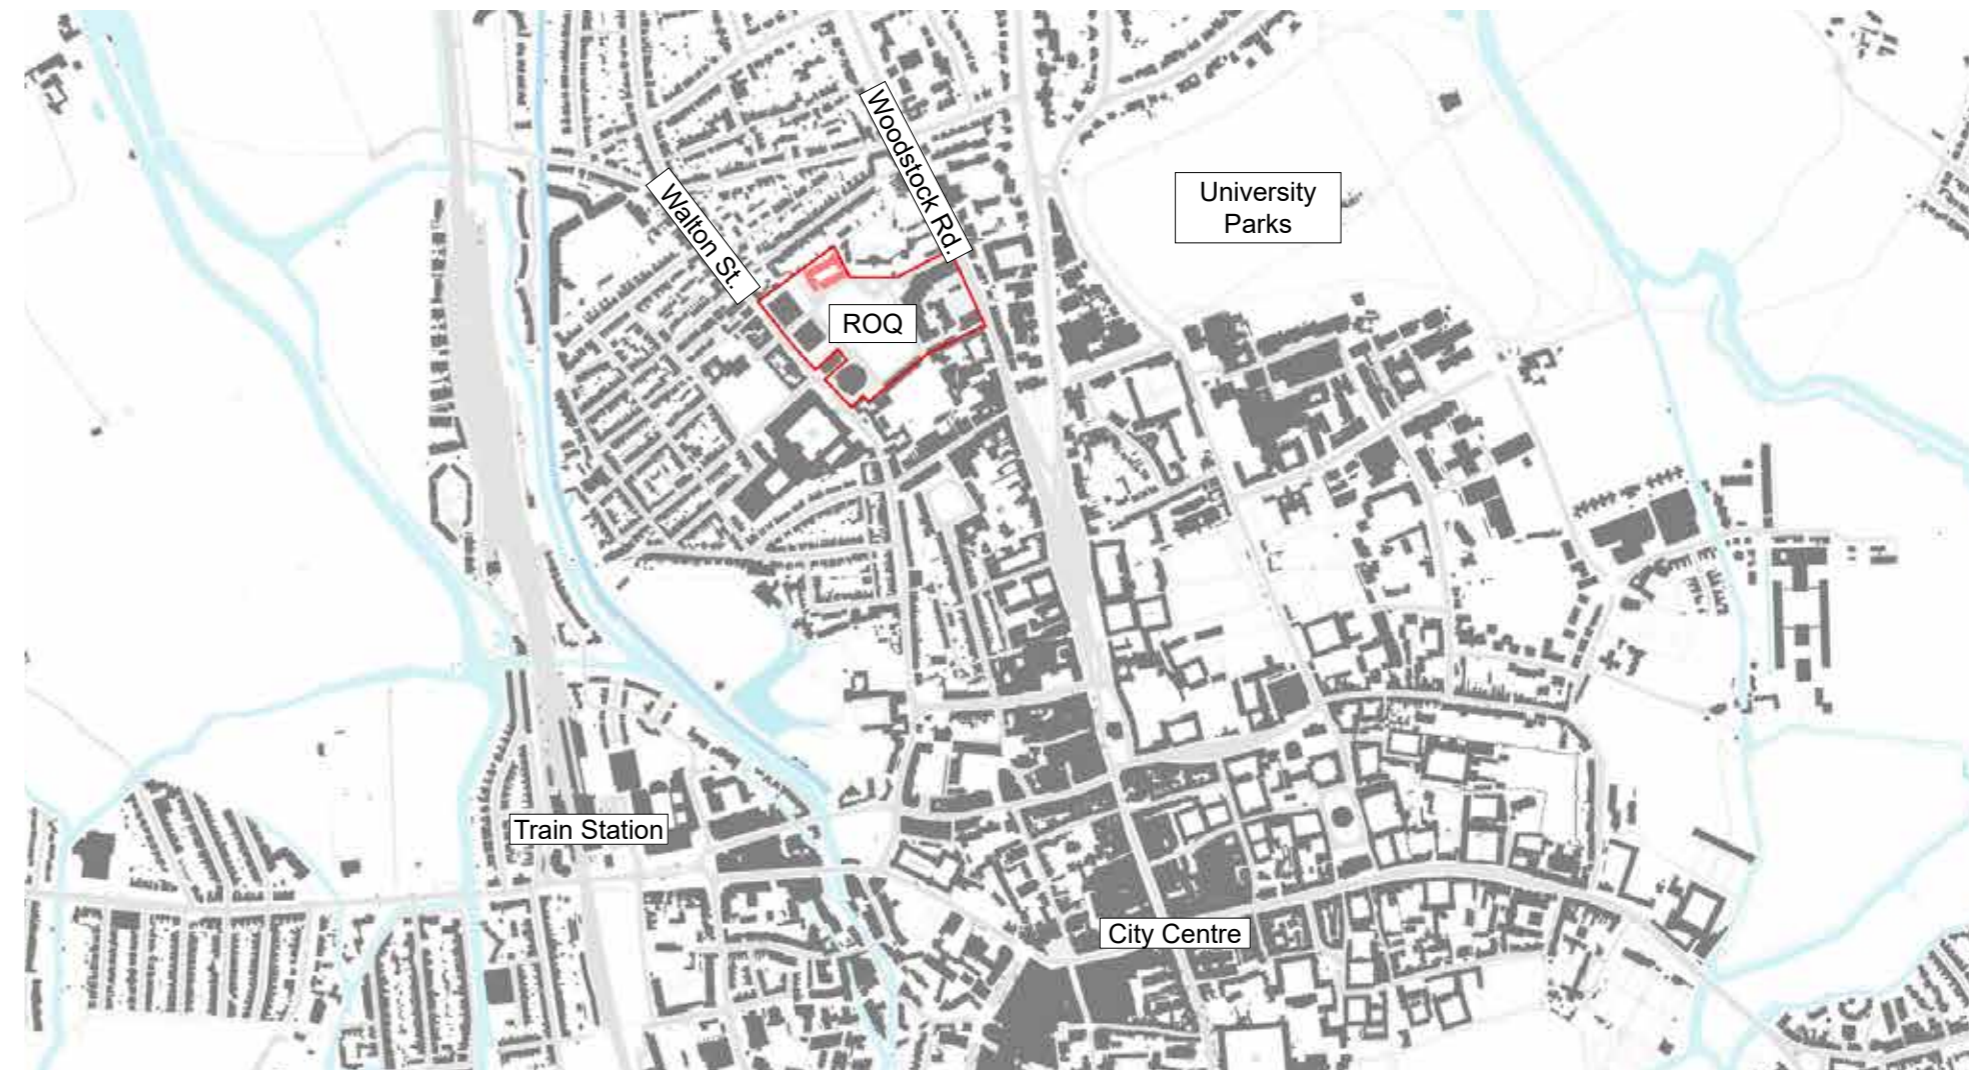 Woodstock Rd.
Walton St.
University
Parks
ROQ
Train Station
City Centre